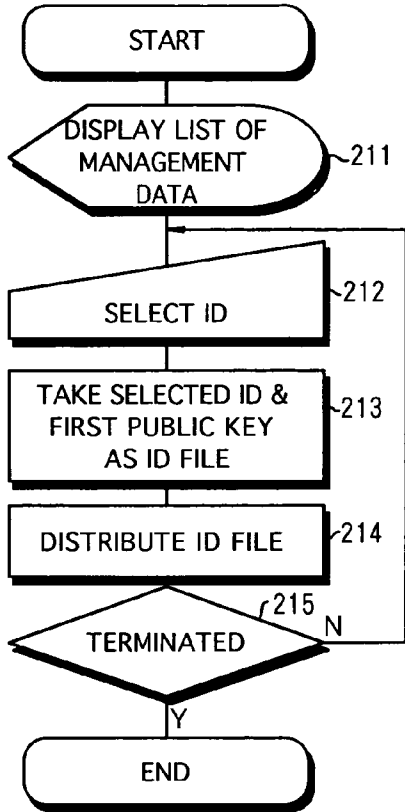 START
DISPLAY LIST OF
MANAGEMENT
DATA
211
212
SELECT ID
TAKE SELECTED ID &
FIRST PUBLIC KEY
AS ID FILE
213
DISTRIBUTE ID FILE
214
215
TERMINATED
N
Y
END